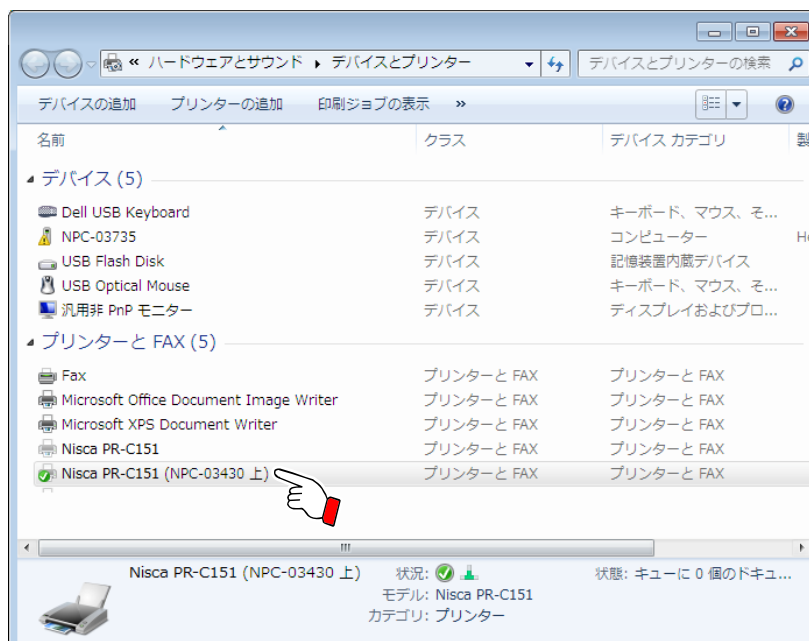 « ハードウェアとサウンド ▸ デバイスとプリンター デバイスとプリンターの検索
デバイスの追加 プリンターの追加 印刷ジョブの表示 »
名前 クラス デバイス カテゴリ 製
デバイス (5)
Dell USB Keyboard デバイス キーボード、マウス、そ...
NPC-03735 デバイス コンピューター He
USB Flash Disk デバイス 記憶装置内蔵デバイス
USB Optical Mouse デバイス キーボード、マウス、そ...
汎用非 PnP モニター デバイス ディスプレイおよびプロ...
プリンターと FAX (5)
Fax プリンターと FAX プリンターと FAX
Microsoft Office Document Image Writer プリンターと FAX プリンターと FAX
Microsoft XPS Document Writer プリンターと FAX プリンターと FAX
Nisca PR-C151 プリンターと FAX プリンターと FAX
Nisca PR-C151 (NPC-03430 上) プリンターと FAX プリンターと FAX
Nisca PR-C151 (NPC-03430 上) 状況: 状態: キューに 0 個のドキュ...
モデル: Nisca PR-C151
カテゴリ: プリンター